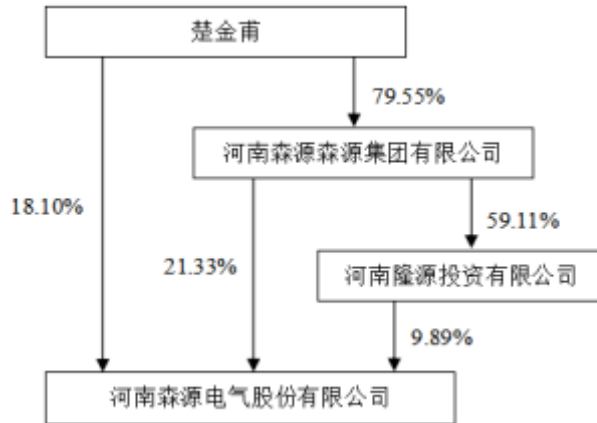 楚金甫
79.55%
河南森源森源集团有限公司
18.10%
59.11%
21.33%
河南隆源投资有限公司
9.89%
河南森源电气股份有限公司